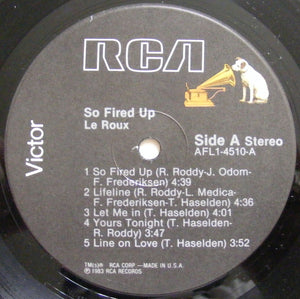 RCA
Victor
So Fired Up
Le Roux
Side A Stereo
AFL1-4510-A
1 So Fired Up (R. Roddy-J. Odom-
F. Frederiksen) 4:39
2 Lifeline (R. Roddy-L. Medica-
F. Frederiksen-T. Haselden) 4:36
3 Let Me in (T. Haselden) 4:01
4 Yours Tonight (T. Haselden-
R. Roddy) 3:47
5 Line on Love (T. Haselden) 3:52
TM(s)® RCA CORP.—MADE IN U.S.A.
℗1983 RCA RECORDS